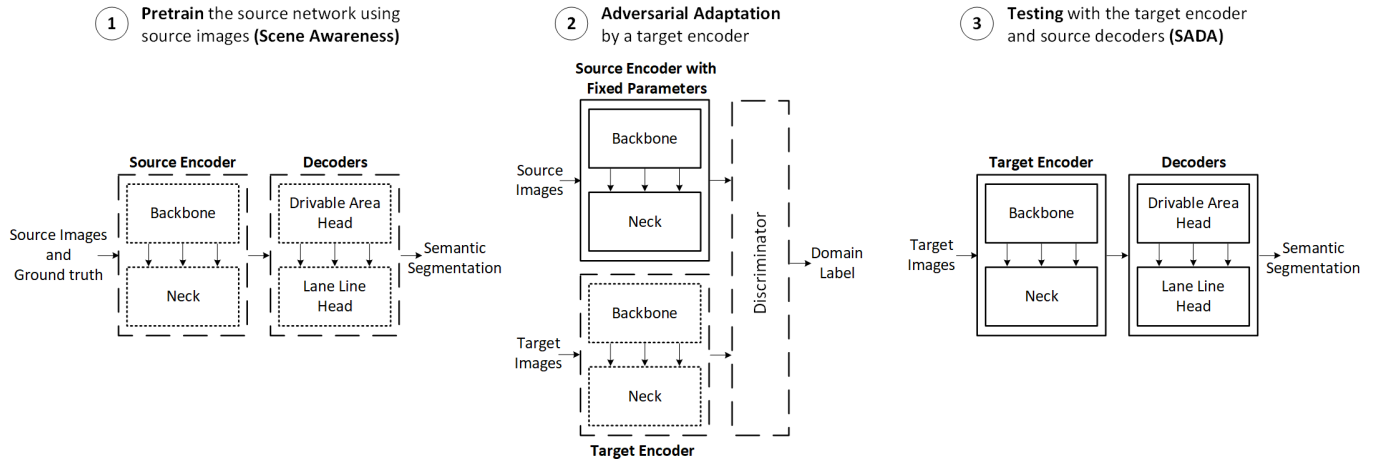 1
Pretrain the source network using
source images (Scene Awareness)
Source Encoder
Decoders
Source Images
and
Ground truth
Backbone
Neck
Drivable Area
Head
Lane Line
Head
Semantic
Segmentation
2
Adversarial Adaptation
by a target encoder
Source Encoder with
Fixed Parameters
Source
Images
Backbone
Neck
Target
Images
Backbone
Neck
Target Encoder
Discriminator
Domain
Label
3
Testing with the target encoder
and source decoders (SADA)
Target Encoder
Decoders
Target
Images
Backbone
Neck
Drivable Area
Head
Lane Line
Head
Semantic
Segmentation